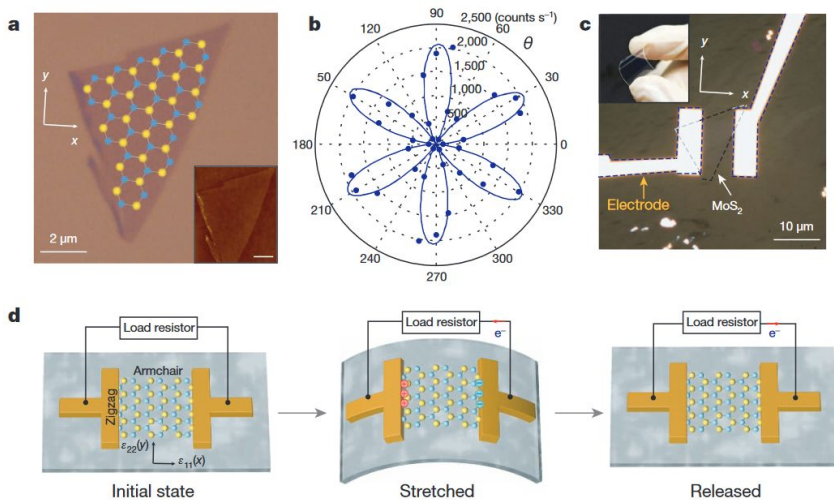 a
y
x
2 μm
b
90
2,500 (counts s⁻¹)
120
60
θ
2,000
50
1,500
30
1,000
500
180
0
210
330
240
300
270
c
y
x
Electrode
MoS₂
10 μm
d
Load resistor
Load resistor
e⁻
Load resistor
e⁻
Armchair
Zigzag
ε₂₂(y)
ε₁₁(x)
+
+
+
−
−
−
Initial state
Stretched
Released